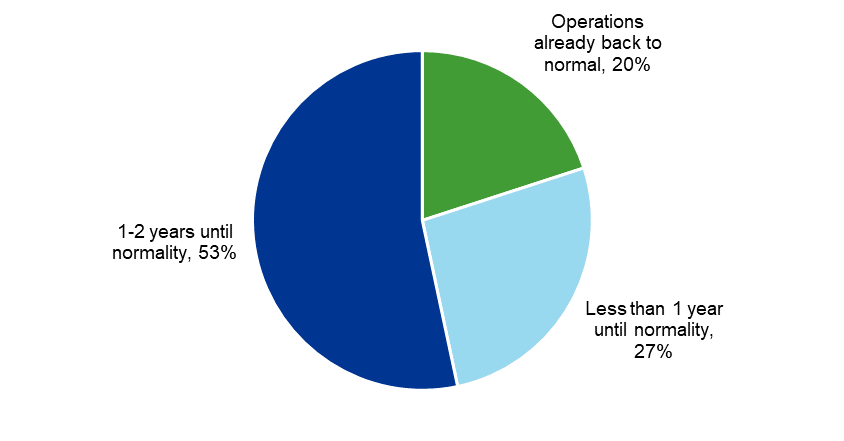 Operations
already back to
normal, 20%
1-2 years until
normality, 53%
Less than 1 year
until normality,
27%